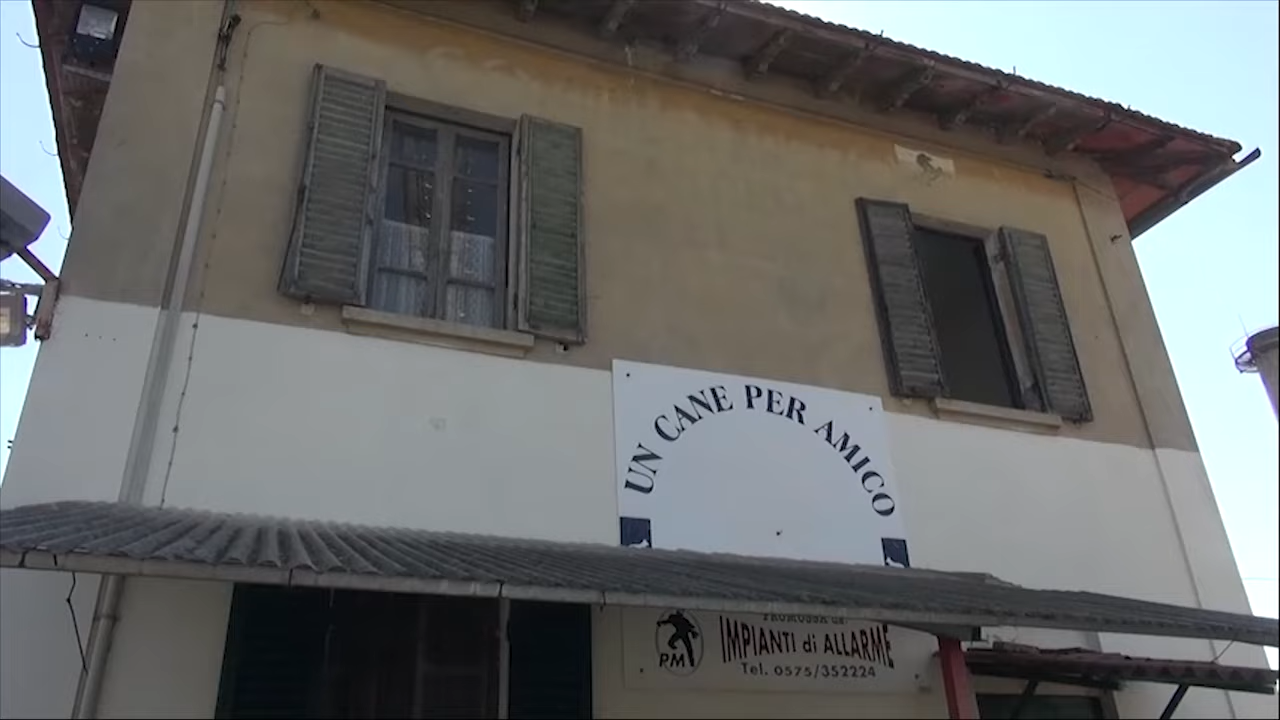 UN CANE PER AMICO
IMPIANTI di ALLARME
PM
Tel. 0575/352224